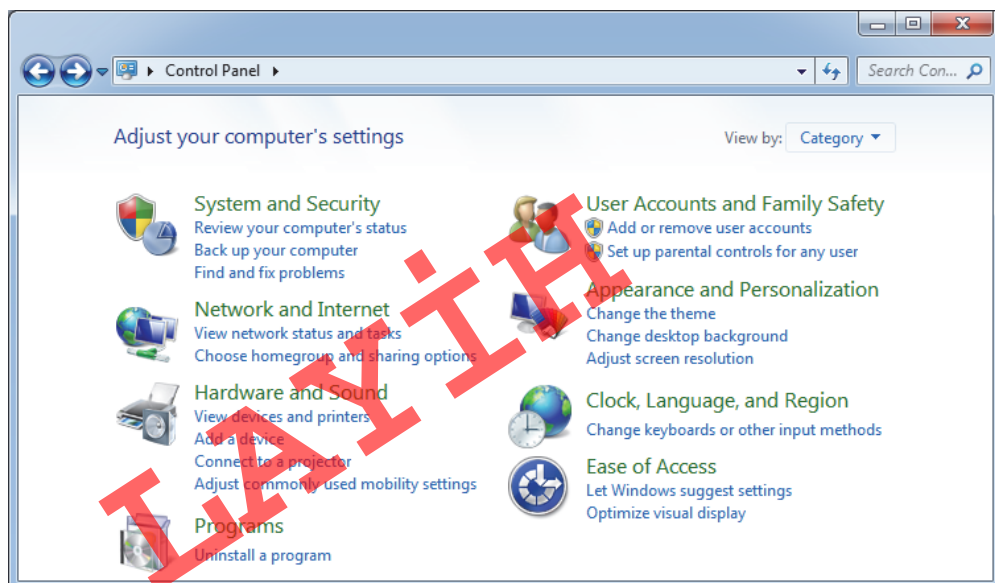 Control Panel
Search Con...
Adjust your computer's settings
View by: Category
System and Security
Review your computer's status
Back up your computer
Find and fix problems
Network and Internet
View network status and tasks
Choose homegroup and sharing options
Hardware and Sound
View devices and printers
Add a device
Connect to a projector
Adjust commonly used mobility settings
Programs
Uninstall a program
User Accounts and Family Safety
Add or remove user accounts
Set up parental controls for any user
Appearance and Personalization
Change the theme
Change desktop background
Adjust screen resolution
Clock, Language, and Region
Change keyboards or other input methods
Ease of Access
Let Windows suggest settings
Optimize visual display
LAYİH